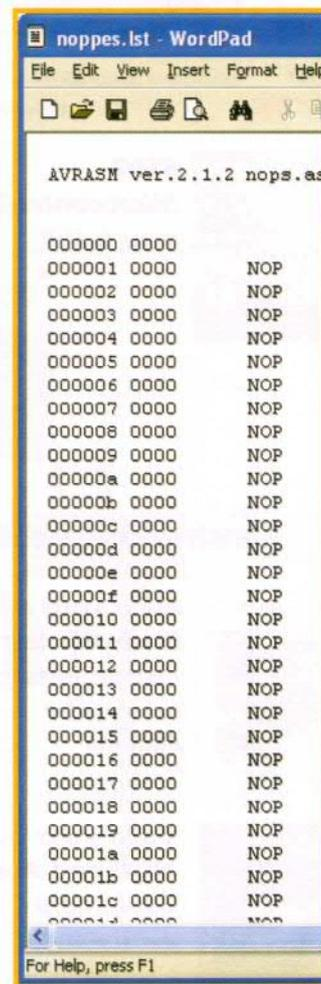 noppes.lst - WordPad
File Edit View Insert Format Help
AVRASM ver.2.1.2 nops.as
000000 0000
000001 0000 NOP
000002 0000 NOP
000003 0000 NOP
000004 0000 NOP
000005 0000 NOP
000006 0000 NOP
000007 0000 NOP
000008 0000 NOP
000009 0000 NOP
00000a 0000 NOP
00000b 0000 NOP
00000c 0000 NOP
00000d 0000 NOP
00000e 0000 NOP
00000f 0000 NOP
000010 0000 NOP
000011 0000 NOP
000012 0000 NOP
000013 0000 NOP
000014 0000 NOP
000015 0000 NOP
000016 0000 NOP
000017 0000 NOP
000018 0000 NOP
000019 0000 NOP
00001a 0000 NOP
00001b 0000 NOP
00001c 0000 NOP
00001d 0000 NOP
For Help, press F1